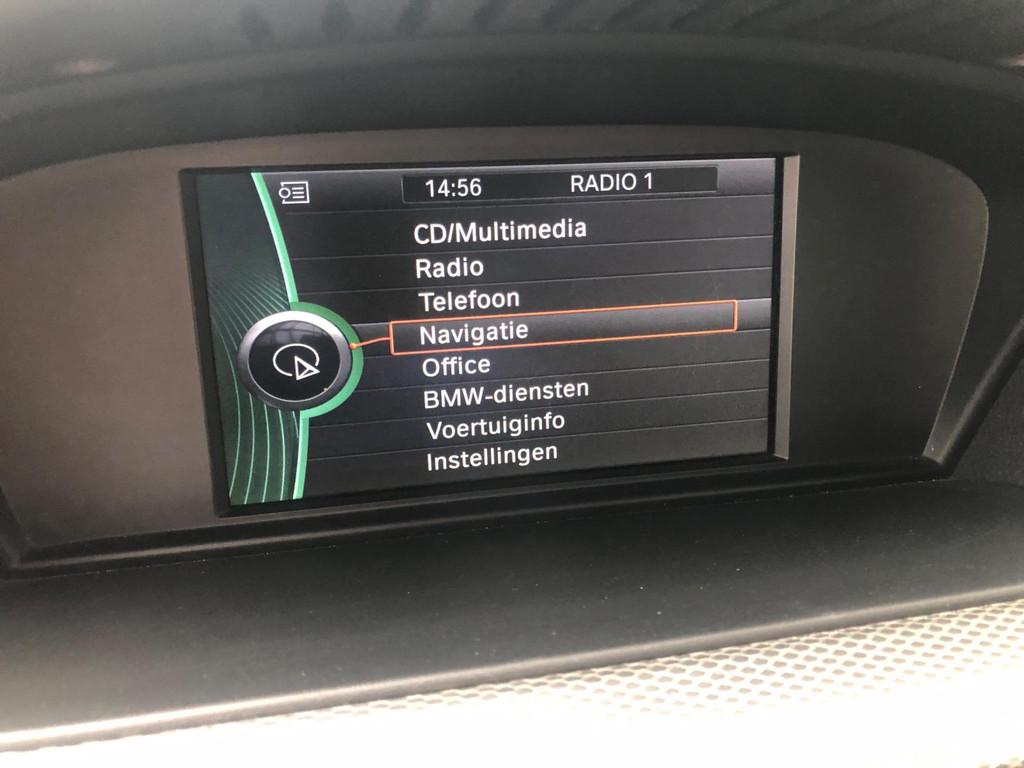 14:56 RADIO 1
CD/Multimedia
Radio
Telefoon
Navigatie
Office
BMW-diensten
Voertuiginfo
Instellingen